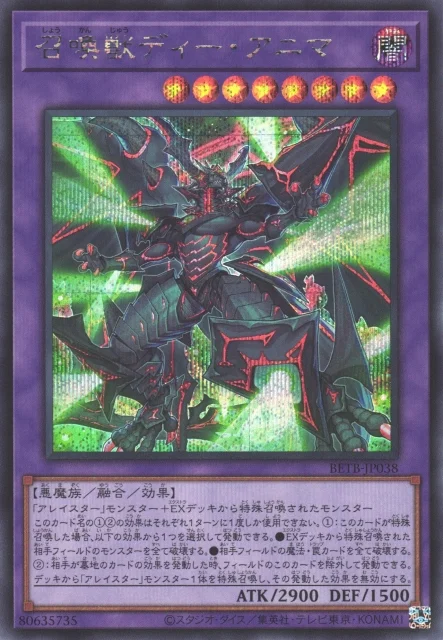 召喚獣ディー・アニマ
しょう かん じゅう
闇
BETB-JP038
【悪魔族／融合／効果】
「アレイスター」モンスター＋EXデッキから特殊召喚されたモンスター
このカード名の①②の効果はそれぞれ1ターンに1度しか使用できない。①：このカードが特殊
召喚した場合、以下の効果から1つを選択して発動できる。●EXデッキから特殊召喚された
相手フィールドのモンスターを全て破壊する。●相手フィールドの魔法・罠カードを全て破壊する。
②：相手が墓地のカードの効果を発動した時、フィールドのこのカードを除外して発動できる。
デッキから「アレイスター」モンスター1体を特殊召喚し、その発動した効果を無効にする。
ATK/2900 DEF/1500
80635735
©スタジオ・ダイス／集英社・テレビ東京・KONAMI